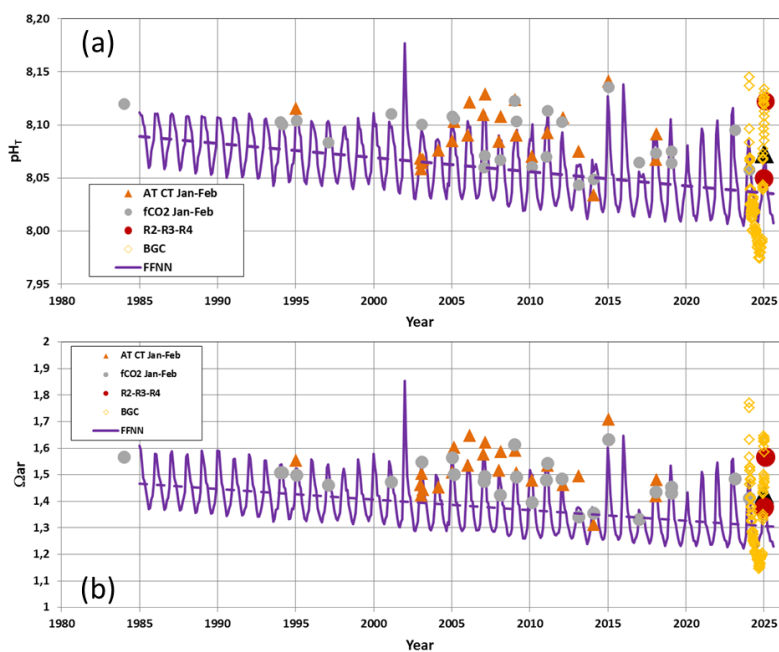 (a)
8,20
8,15
8,10
8,05
8,00
7,95
pHT
AT CT Jan-Feb
fCO2 Jan-Feb
R2-R3-R4
BGC
FFNN
1980 1985 1990 1995 2000 2005 2010 2015 2020 2025
Year
2
1,9
1,8
1,7
1,6
1,5
1,4
1,3
1,2
1,1
1
Ωar
AT CT Jan-Feb
fCO2 Jan-Feb
R2-R3-R4
BGC
FFNN
(b)
1980 1985 1990 1995 2000 2005 2010 2015 2020 2025
Year